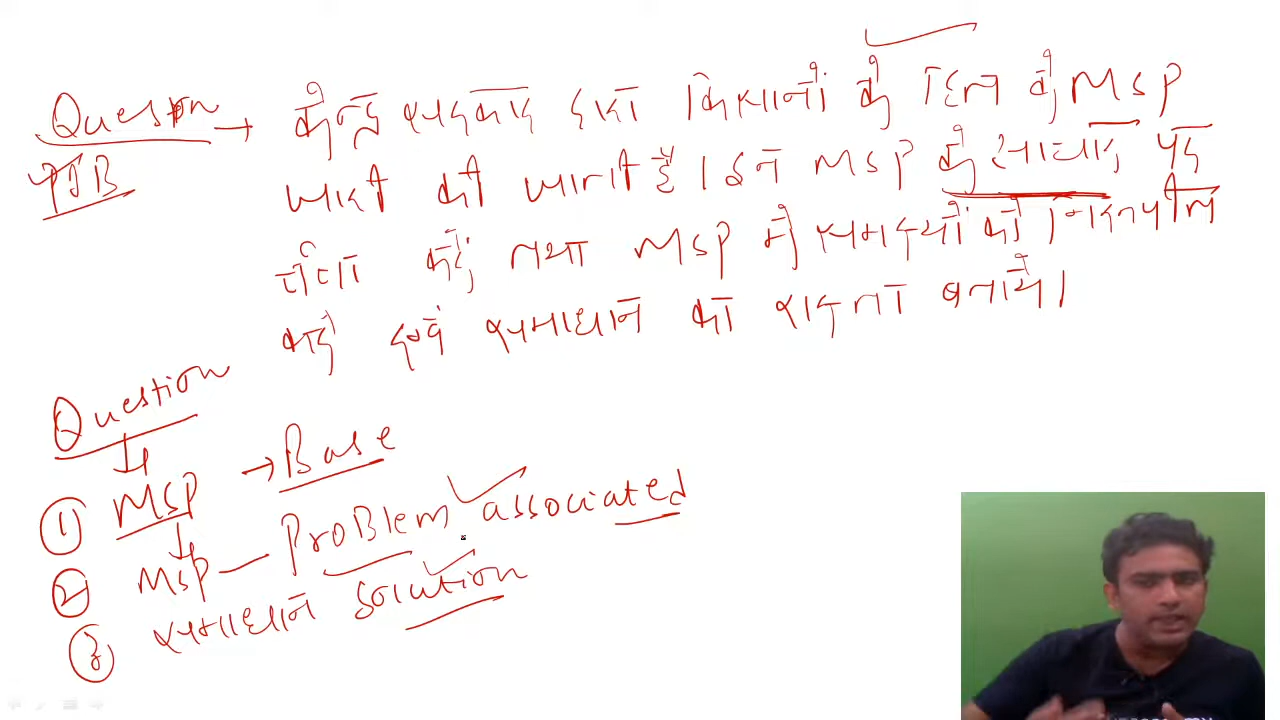 Question → केन्द्र सरकार द्वारा किसानों के हित में MSP
PIB जारी की जाती है। इन MSP के आधार पर
चर्चा करें, तथा MSP में समस्यों को
करें एवं समाधान का रास्ता बताये।
Question
① MSP → Base
② MSP — Problem associated
③ समाधान Solution